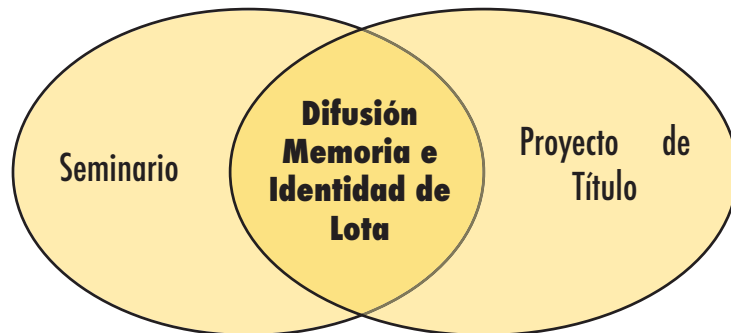 Seminario
Difusión
Memoria e
Identidad de
Lota
Proyecto de
Título